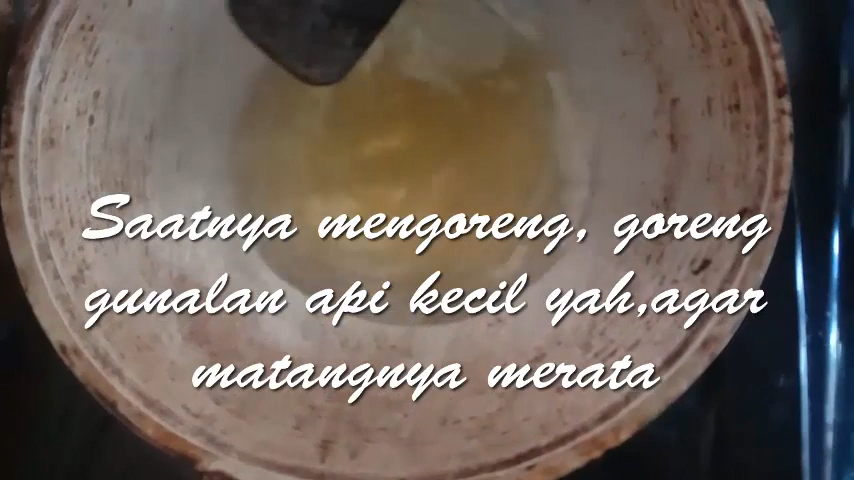 Saatnya mengoreng, goreng
gunalan api kecil yah,agar
matangnya merata